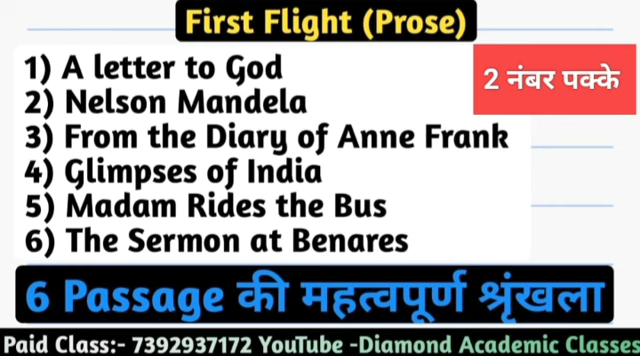 First Flight (Prose)
1) A letter to God
2 नंबर पक्के
2) Nelson Mandela
3) From the Diary of Anne Frank
4) Glimpses of India
5) Madam Rides the Bus
6) The Sermon at Benares
6 Passage की महत्वपूर्ण श्रृंखला
Paid Class:- 7392937172 YouTube -Diamond Academic Classes